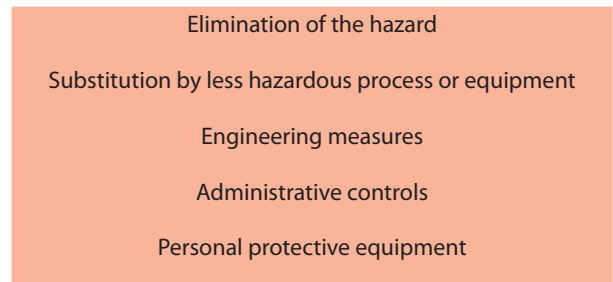 Elimination of the hazard
Substitution by less hazardous process or equipment
Engineering measures
Administrative controls
Personal protective equipment